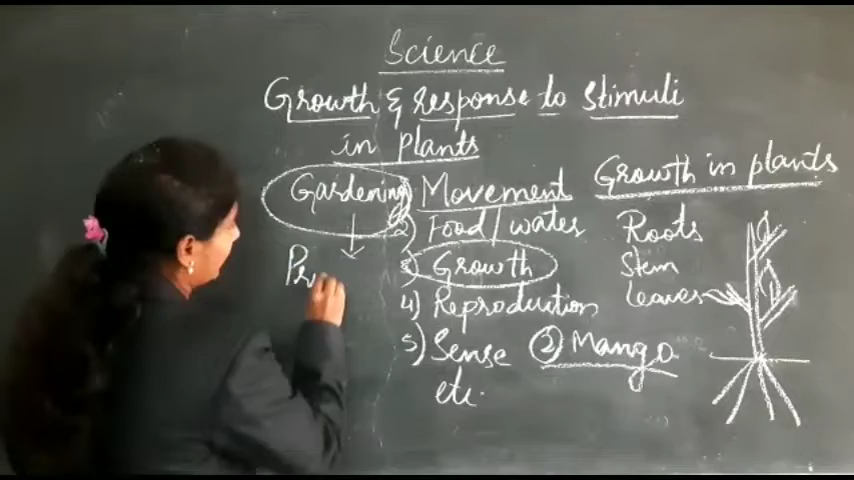 Science
Growth & response to stimuli
in plants
Gardening
1) Movement
2) Food/water
3) Growth
4) Reproduction
5) Sense
etc.
② Mango
Growth in plants
Roots
Stem
leaves